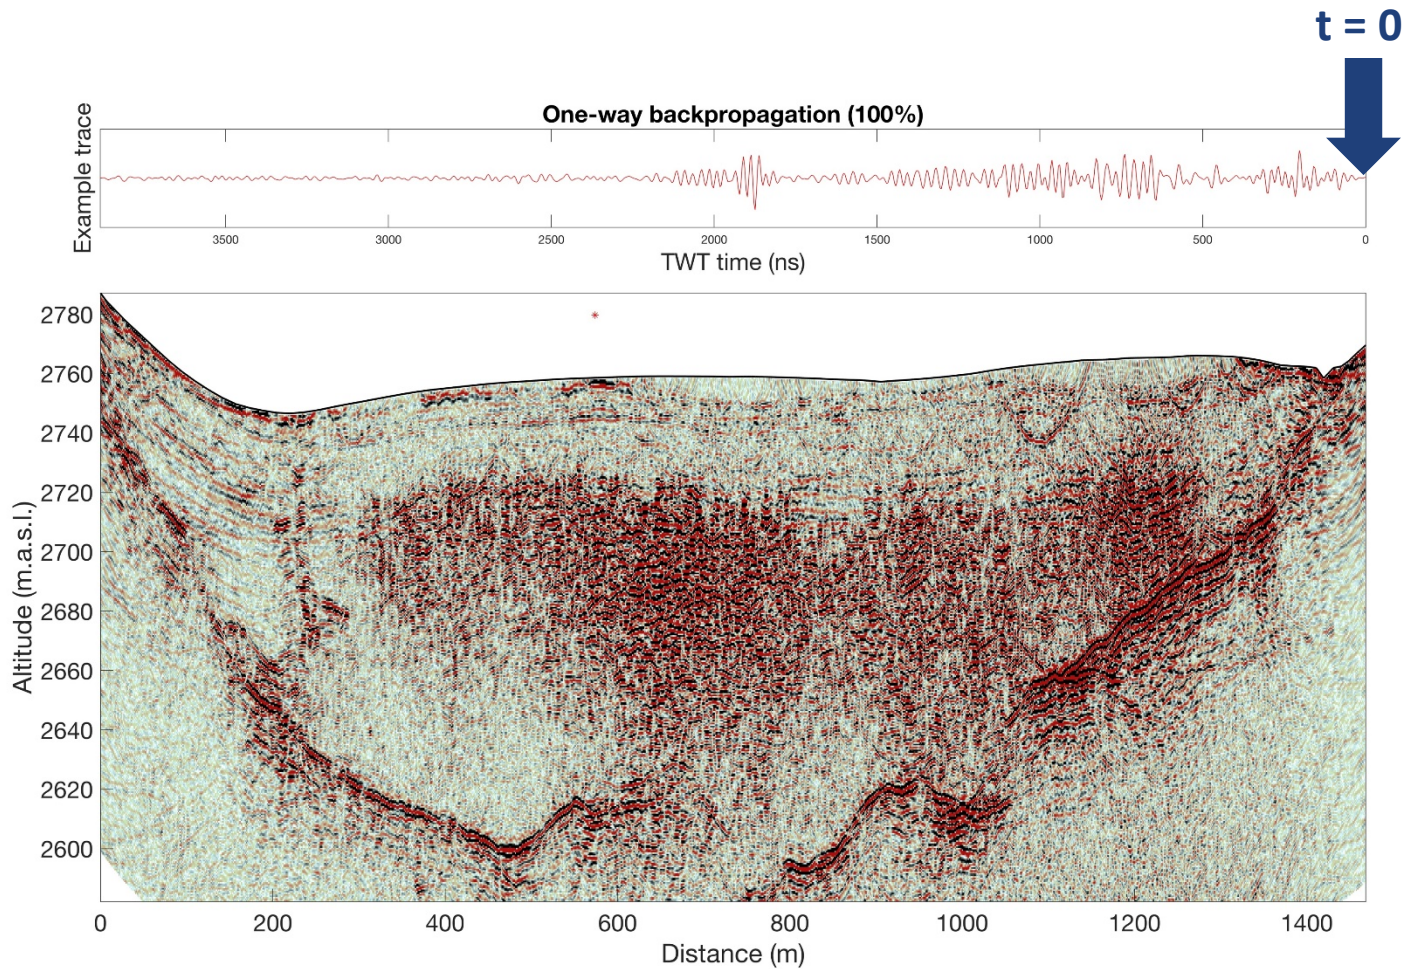 t = 0
One-way backpropagation (100%)
Example trace
3500 3000 2500 2000 1500 1000 500 0
TWT time (ns)
Altitude (m.a.s.l.)
2780
2760
2740
2720
2700
2680
2660
2640
2620
2600
0 200 400 600 800 1000 1200 1400
Distance (m)